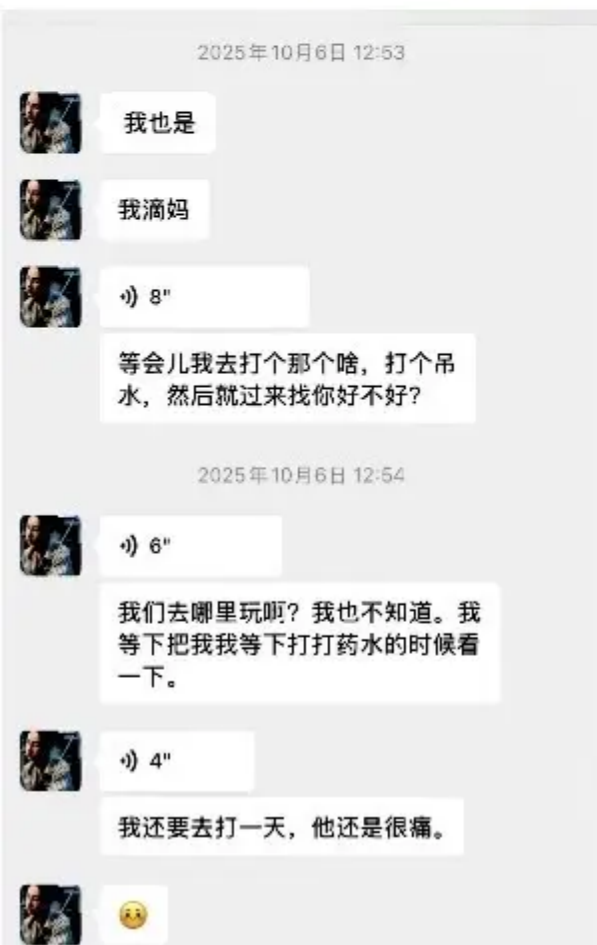 2025年10月6日 12:53
我也是
我滴妈
8"
等会儿我去打个那个啥，打个吊
水，然后就过来找你好不好？
2025年10月6日 12:54
6"
我们去哪里玩啊？我也不知道。我
等下把我我等下打打药水的时候看
一下。
4"
我还要去打一天，他还是很痛。